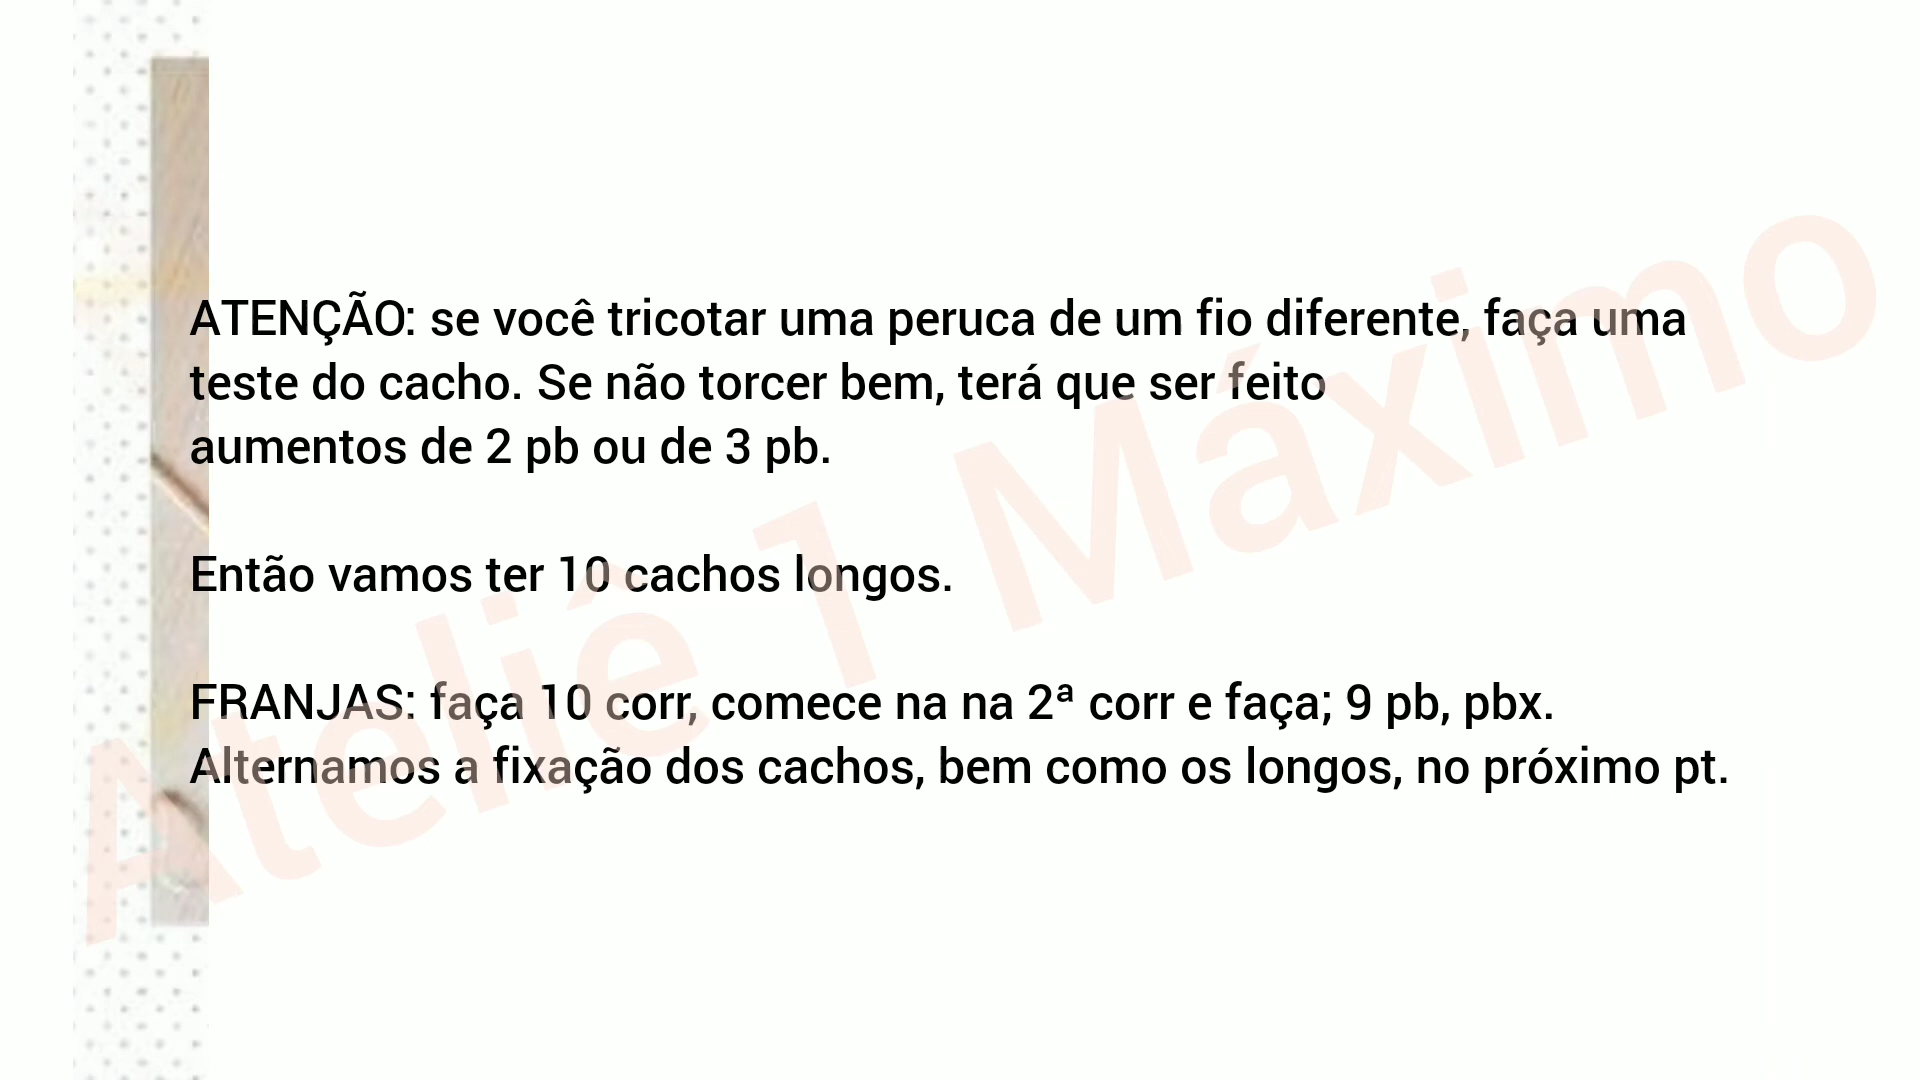 ATENÇÃO: se você tricotar uma peruca de um fio diferente, faça uma
teste do cacho. Se não torcer bem, terá que ser feito
aumentos de 2 pb ou de 3 pb.
Então vamos ter 10 cachos longos.
FRANJAS: faça 10 corr, comece na na 2ª corr e faça; 9 pb, pbx.
Alternamos a fixação dos cachos, bem como os longos, no próximo pt.
Ateliê 1 Máximo